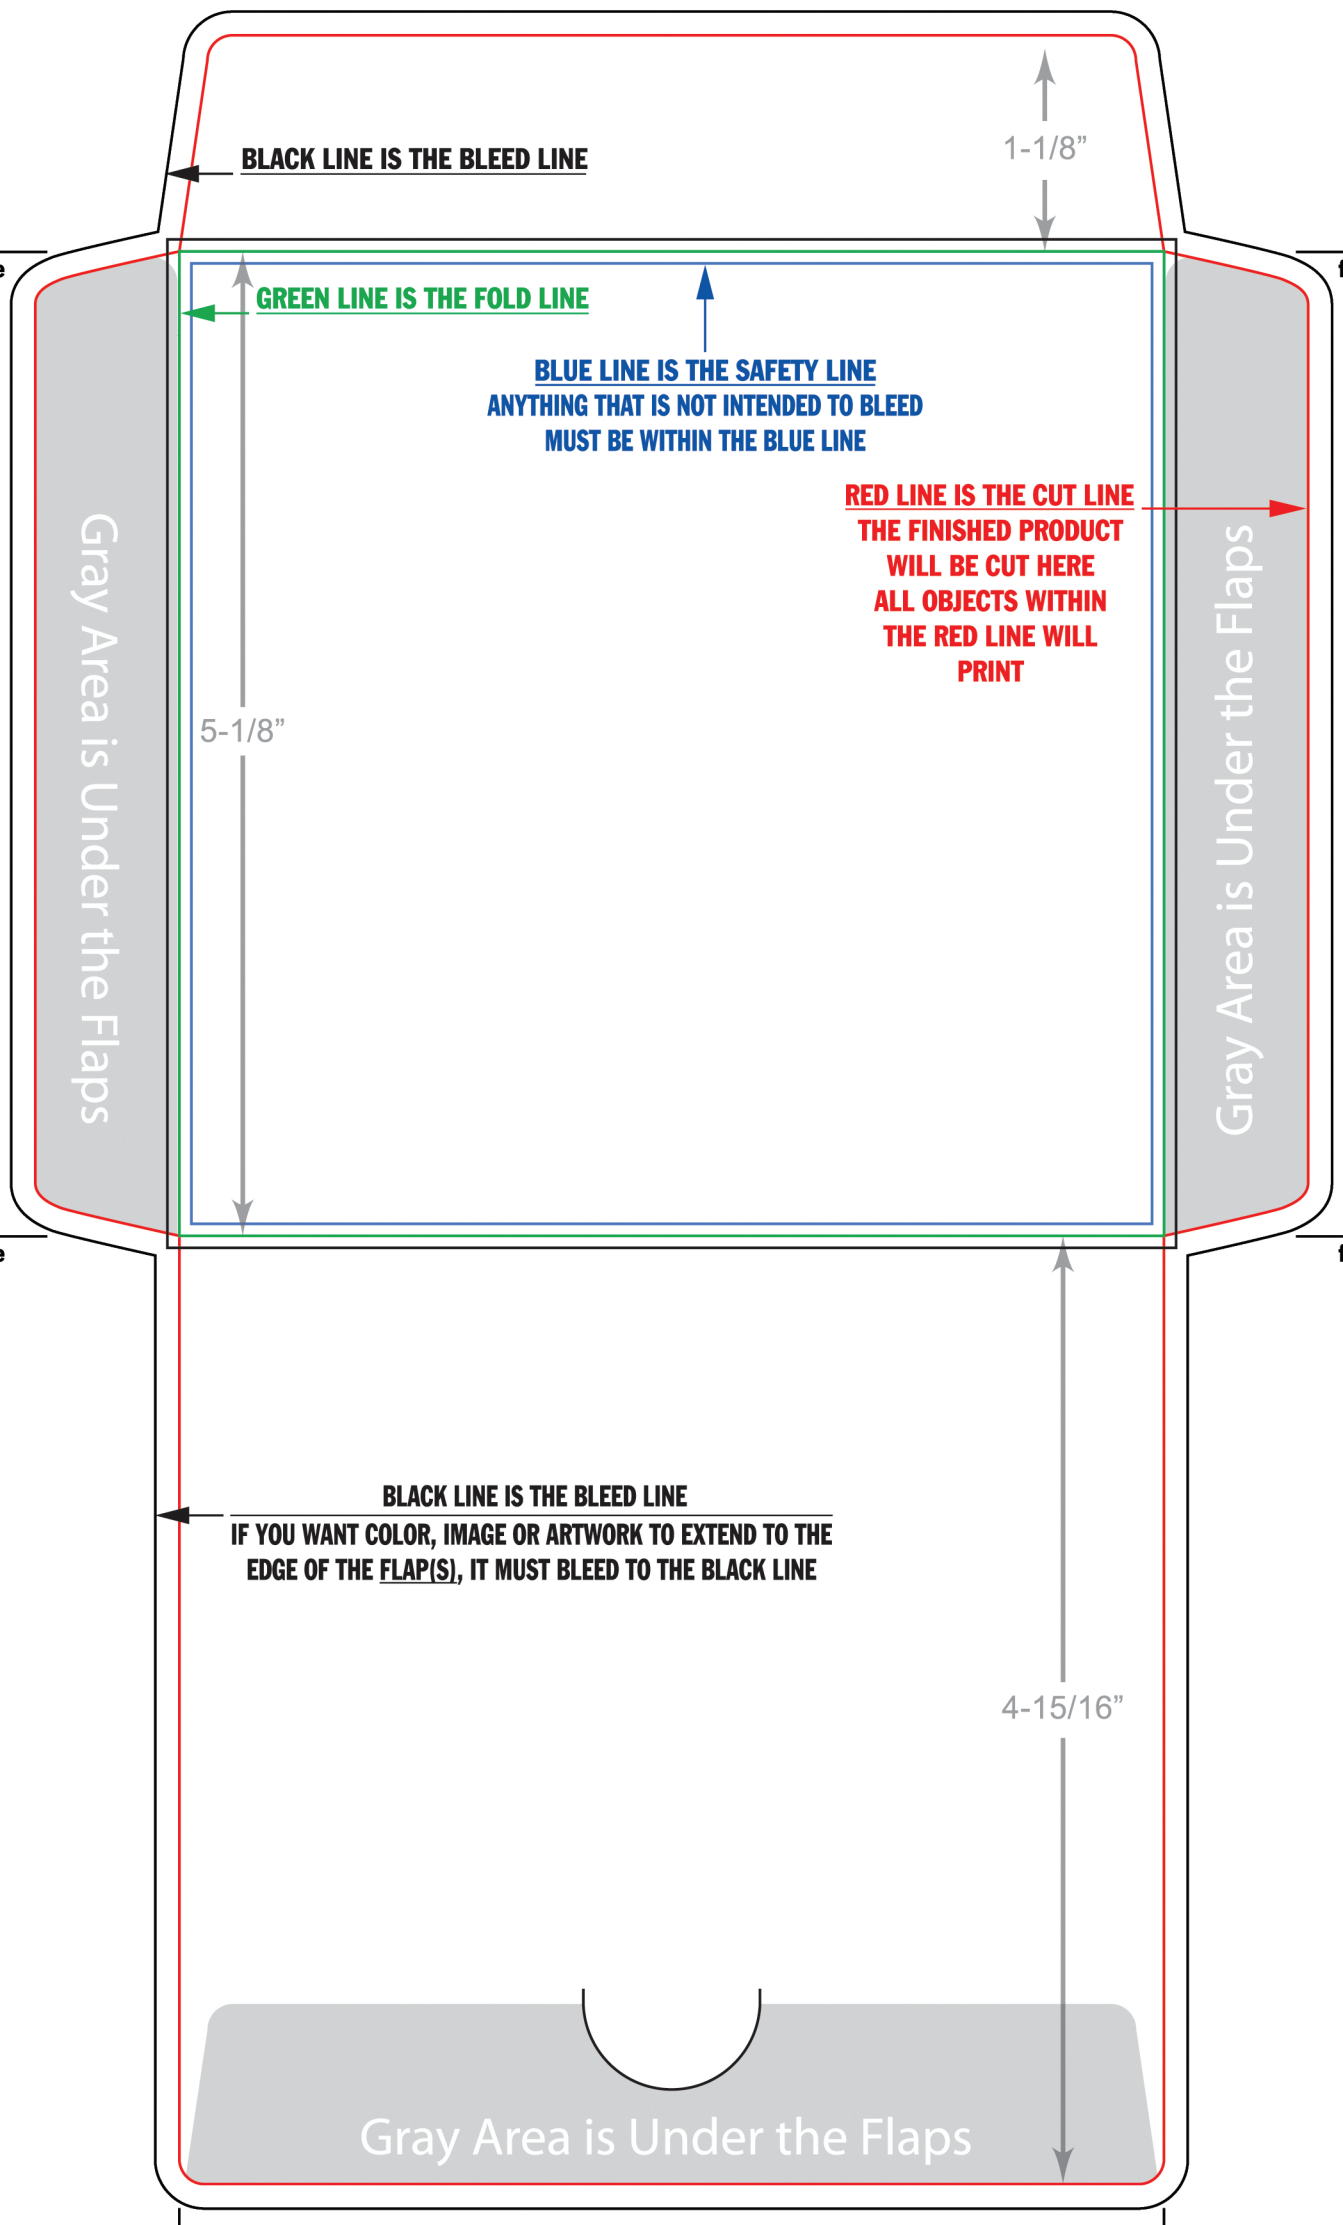 1-1/8”
BLACK LINE IS THE BLEED LINE
GREEN LINE IS THE FOLD LINE
BLUE LINE IS THE SAFETY LINE
ANYTHING THAT IS NOT INTENDED TO BLEED
MUST BE WITHIN THE BLUE LINE
RED LINE IS THE CUT LINE
THE FINISHED PRODUCT
WILL BE CUT HERE
ALL OBJECTS WITHIN
THE RED LINE WILL
PRINT
Gray Area is Under the Flaps
Gray Area is Under the Flaps
5-1/8”
BLACK LINE IS THE BLEED LINE
IF YOU WANT COLOR, IMAGE OR ARTWORK TO EXTEND TO THE
EDGE OF THE FLAP(S), IT MUST BLEED TO THE BLACK LINE
4-15/16”
Gray Area is Under the Flaps